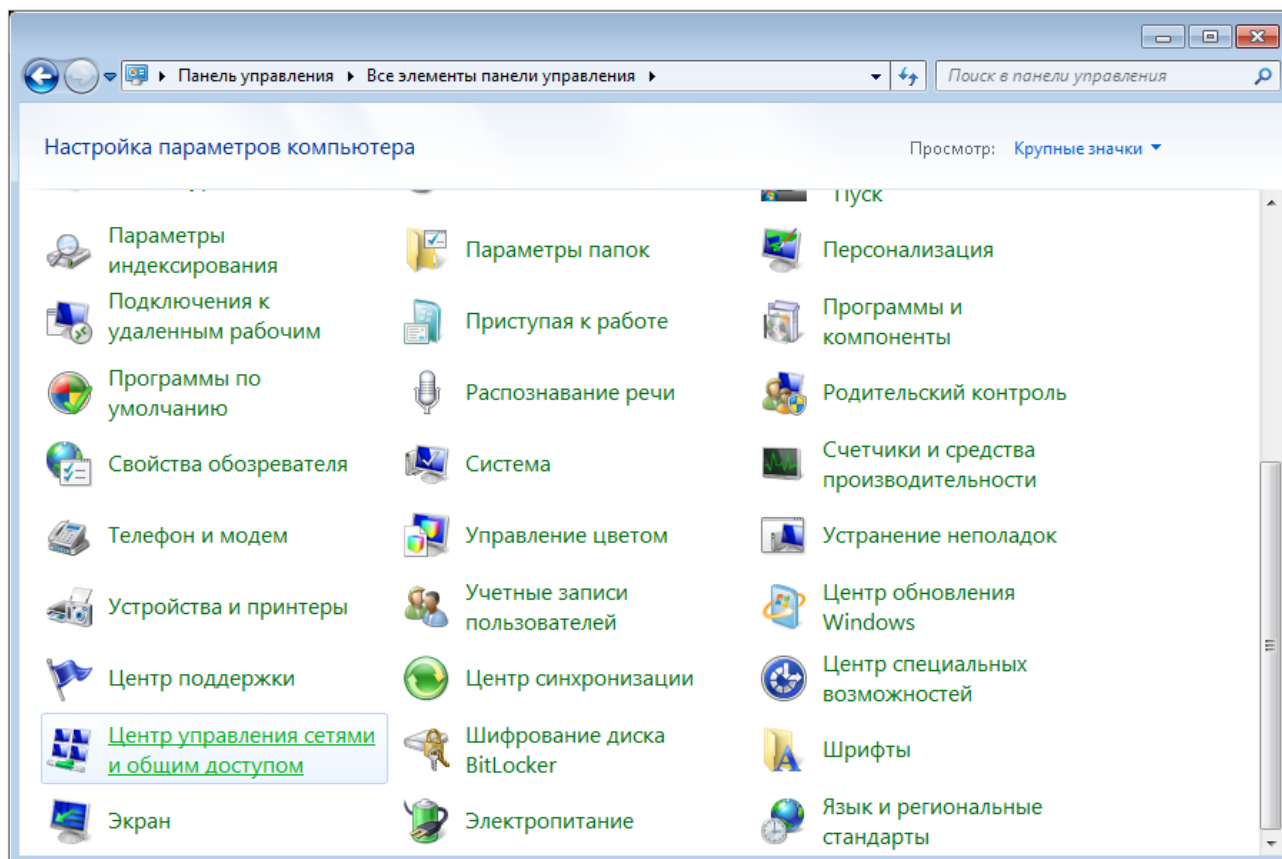 Панель управления Все элементы панели управления
Поиск в панели управления
Настройка параметров компьютера
Просмотр: Крупные значки
Пуск
Параметры
индексирования
Параметры папок
Персонализация
Подключения к
удаленным рабочим
Приступая к работе
Программы и
компоненты
Программы по
умолчанию
Распознавание речи
Родительский контроль
Свойства обозревателя
Система
Счетчики и средства
производительности
Телефон и модем
Управление цветом
Устранение неполадок
Устройства и принтеры
Учетные записи
пользователей
Центр обновления
Windows
Центр поддержки
Центр синхронизации
Центр специальных
возможностей
Центр управления сетями
и общим доступом
Шифрование диска
BitLocker
Шрифты
Экран
Электропитание
Язык и региональные
стандарты